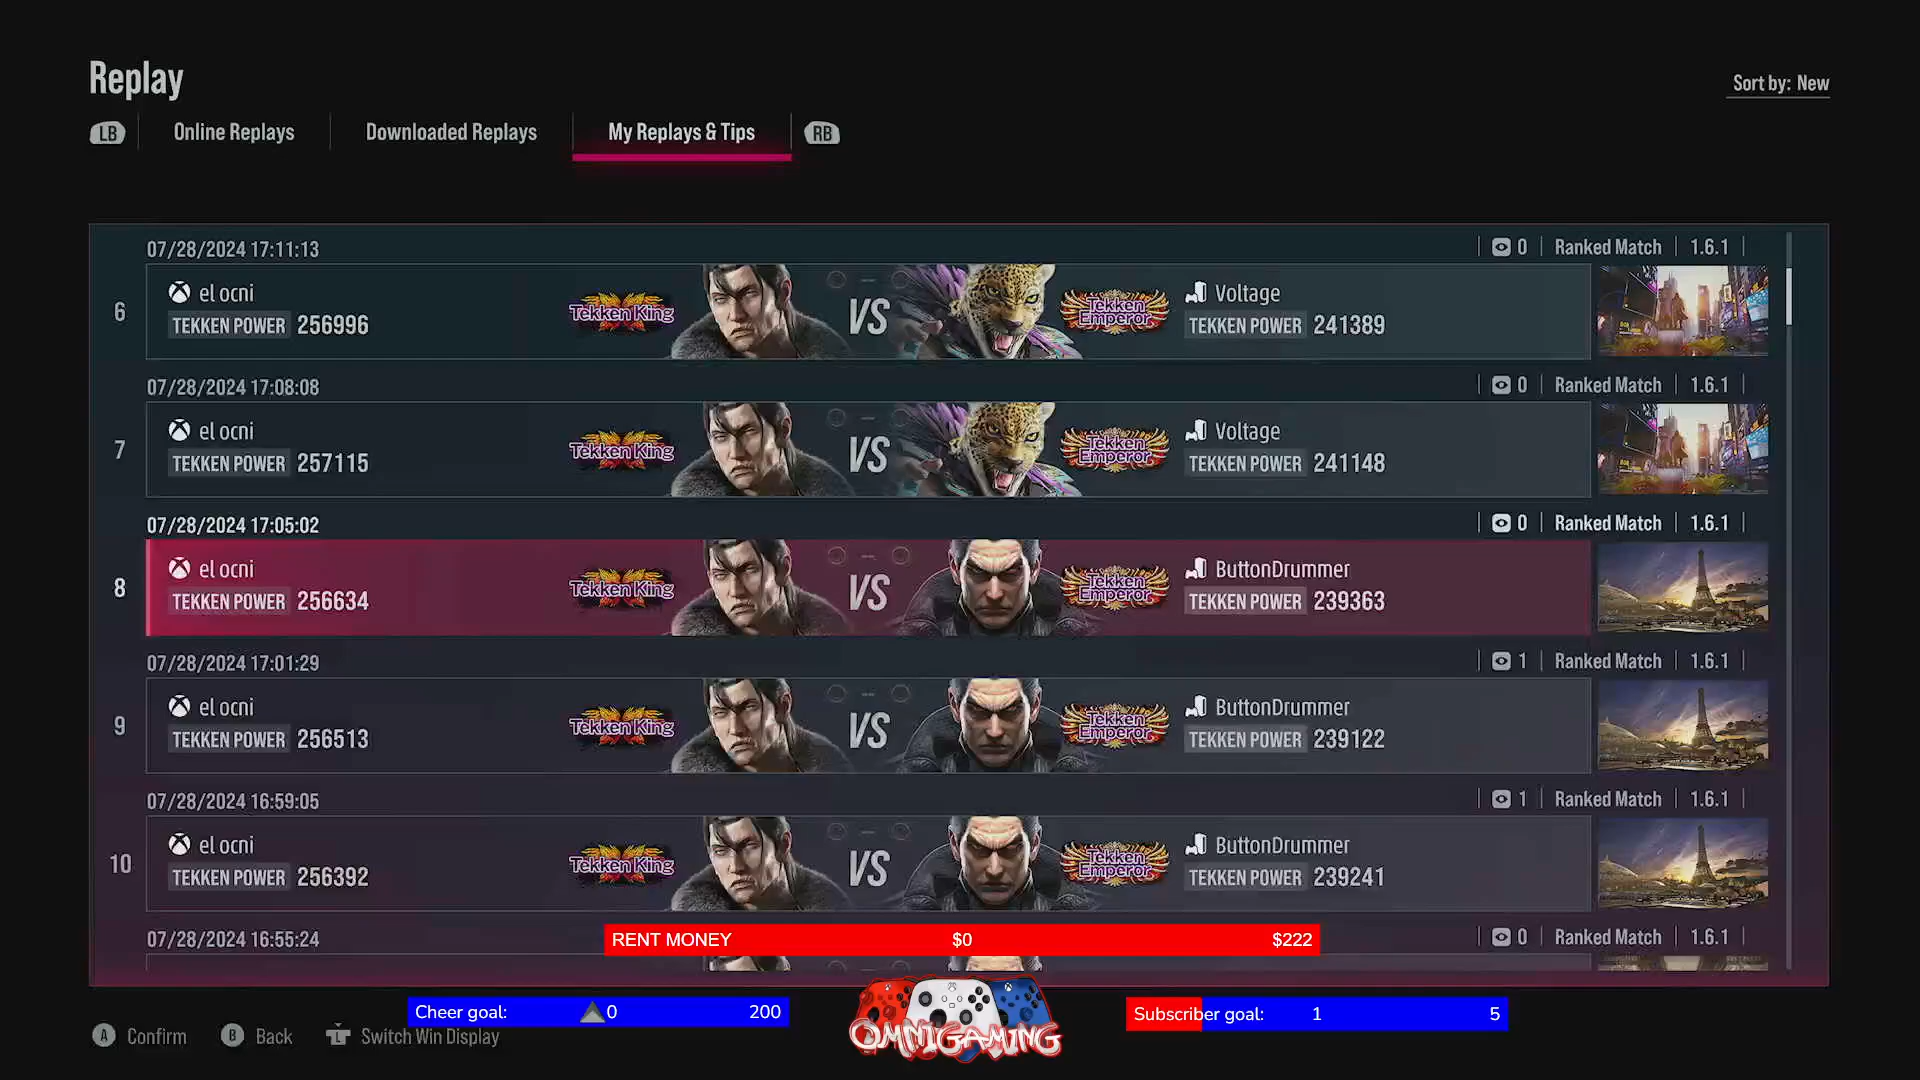 Replay
Sort by: New
LB Online Replays Downloaded Replays My Replays & Tips RB
07/28/2024 17:11:13 0 Ranked Match 1.6.1
6 el ocni TEKKEN POWER 256996 Tekken King VS Tekken Emperor Voltage TEKKEN POWER 241389
07/28/2024 17:08:08 0 Ranked Match 1.6.1
7 el ocni TEKKEN POWER 257115 Tekken King VS Tekken Emperor Voltage TEKKEN POWER 241148
07/28/2024 17:05:02 0 Ranked Match 1.6.1
8 el ocni TEKKEN POWER 256634 Tekken King VS Tekken Emperor ButtonDrummer TEKKEN POWER 239363
07/28/2024 17:01:29 1 Ranked Match 1.6.1
9 el ocni TEKKEN POWER 256513 Tekken King VS Tekken Emperor ButtonDrummer TEKKEN POWER 239122
07/28/2024 16:59:05 1 Ranked Match 1.6.1
10 el ocni TEKKEN POWER 256392 Tekken King VS Tekken Emperor ButtonDrummer TEKKEN POWER 239241
07/28/2024 16:55:24 0 Ranked Match 1.6.1
RENT MONEY $0 $222
Cheer goal: 0 200
OMNIGAMING
Subscriber goal: 1 5
A Confirm B Back L Switch Win Display